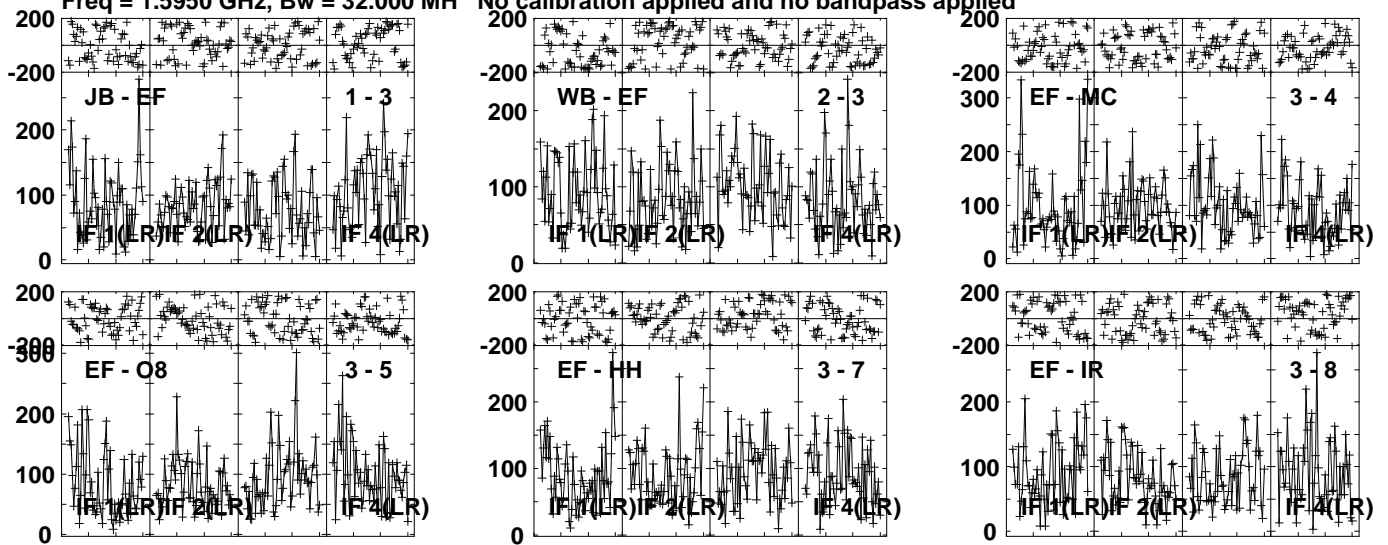 Freq = 1.5950 GHz, Bw = 32.000 MH No calibration applied and no bandpass applied
200
-200
JB - EF 1 - 3
200
100
IF 1(LR) IF 2(LR) IF 4(LR)
0
200
-200
WB - EF 2 - 3
200
100
IF 1(LR) IF 2(LR) IF 4(LR)
0
200
-200
EF - MC 3 - 4
300
200
100
IF 1(LR) IF 2(LR) IF 4(LR)
0
200
-200
300
EF - O8 3 - 5
200
100
IF 1(LR) IF 2(LR) IF 4(LR)
0
200
-200
EF - HH 3 - 7
200
100
IF 1(LR) IF 2(LR) IF 4(LR)
0
200
-200
EF - IR 3 - 8
200
100
IF 1(LR) IF 2(LR) IF 4(LR)
0